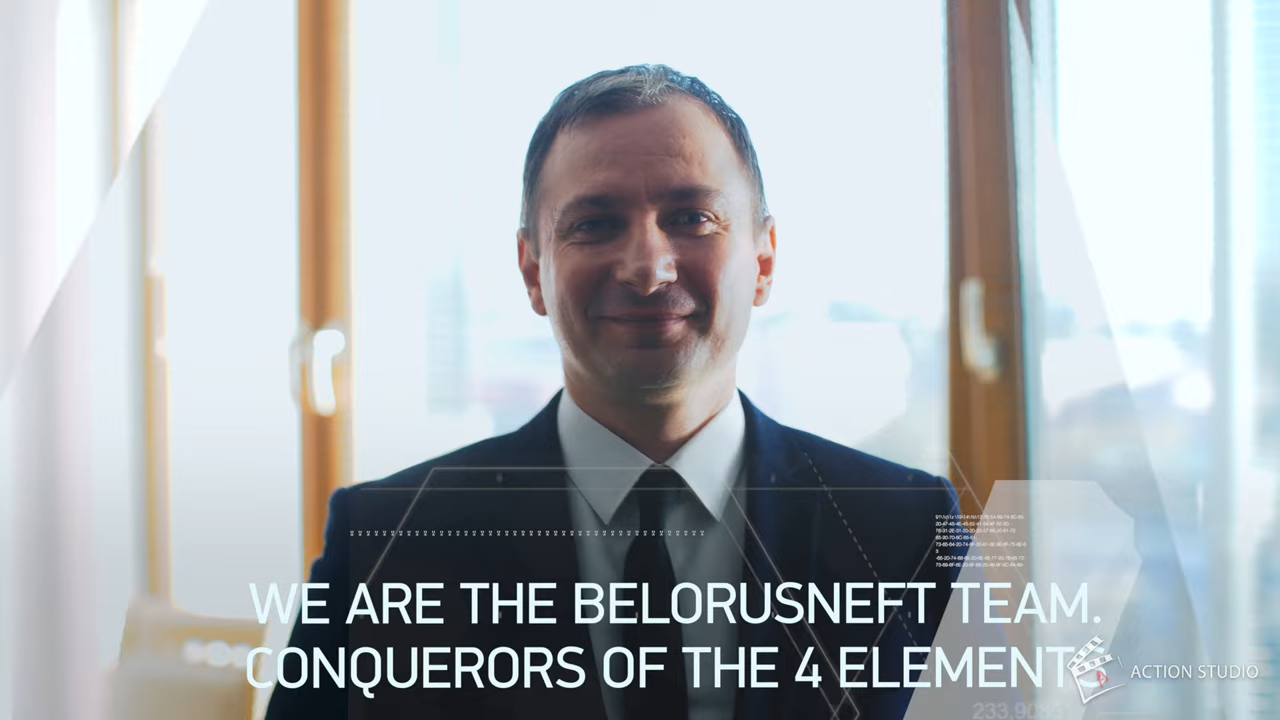 WE ARE THE BELORUSNEFT TEAM.
CONQUERORS OF THE 4 ELEMENT
ACTION STUDIO